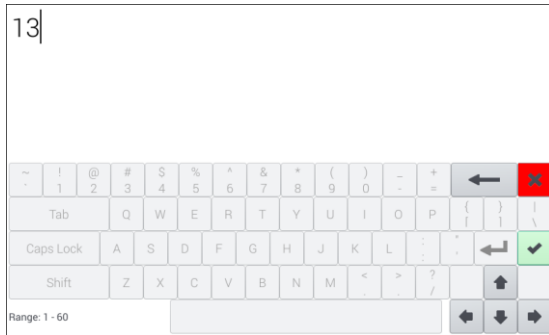 13
~ ! @ # $ % ^ & * ( ) _ +
` 1 2 3 4 5 6 7 8 9 0 - =
Tab Q W E R T Y U I O P { } |
[ ] \
Caps Lock A S D F G H J K L : "
; '
Shift Z X C V B N M < > ?
, . /
Range: 1 - 60